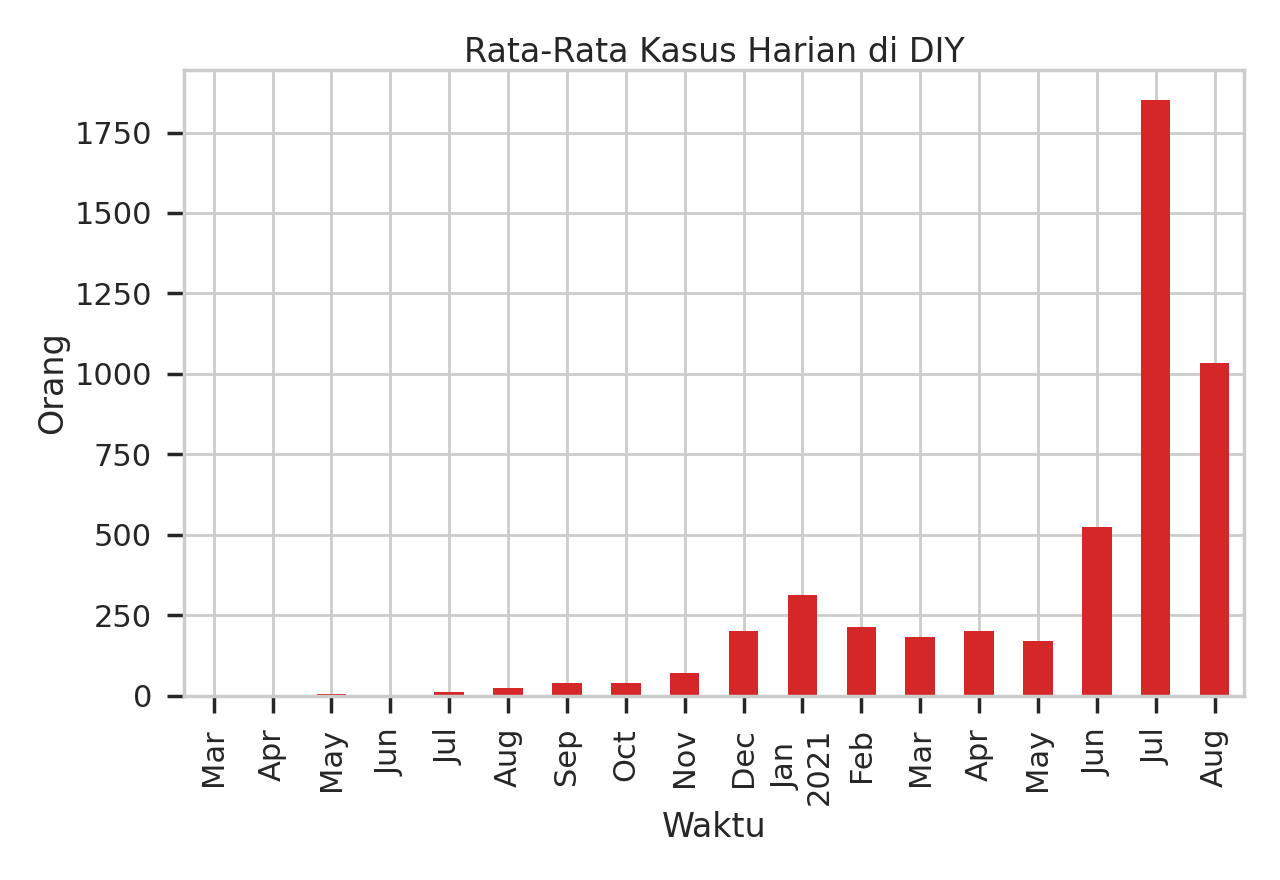 Rata-Rata Kasus Harian di DIY
1750
1500
1250
1000
750
500
250
0
Orang
Mar
Apr
May
Jun
Jul
Aug
Sep
Oct
Nov
Dec
Jan
2021
Feb
Mar
Apr
May
Jun
Jul
Aug
Waktu